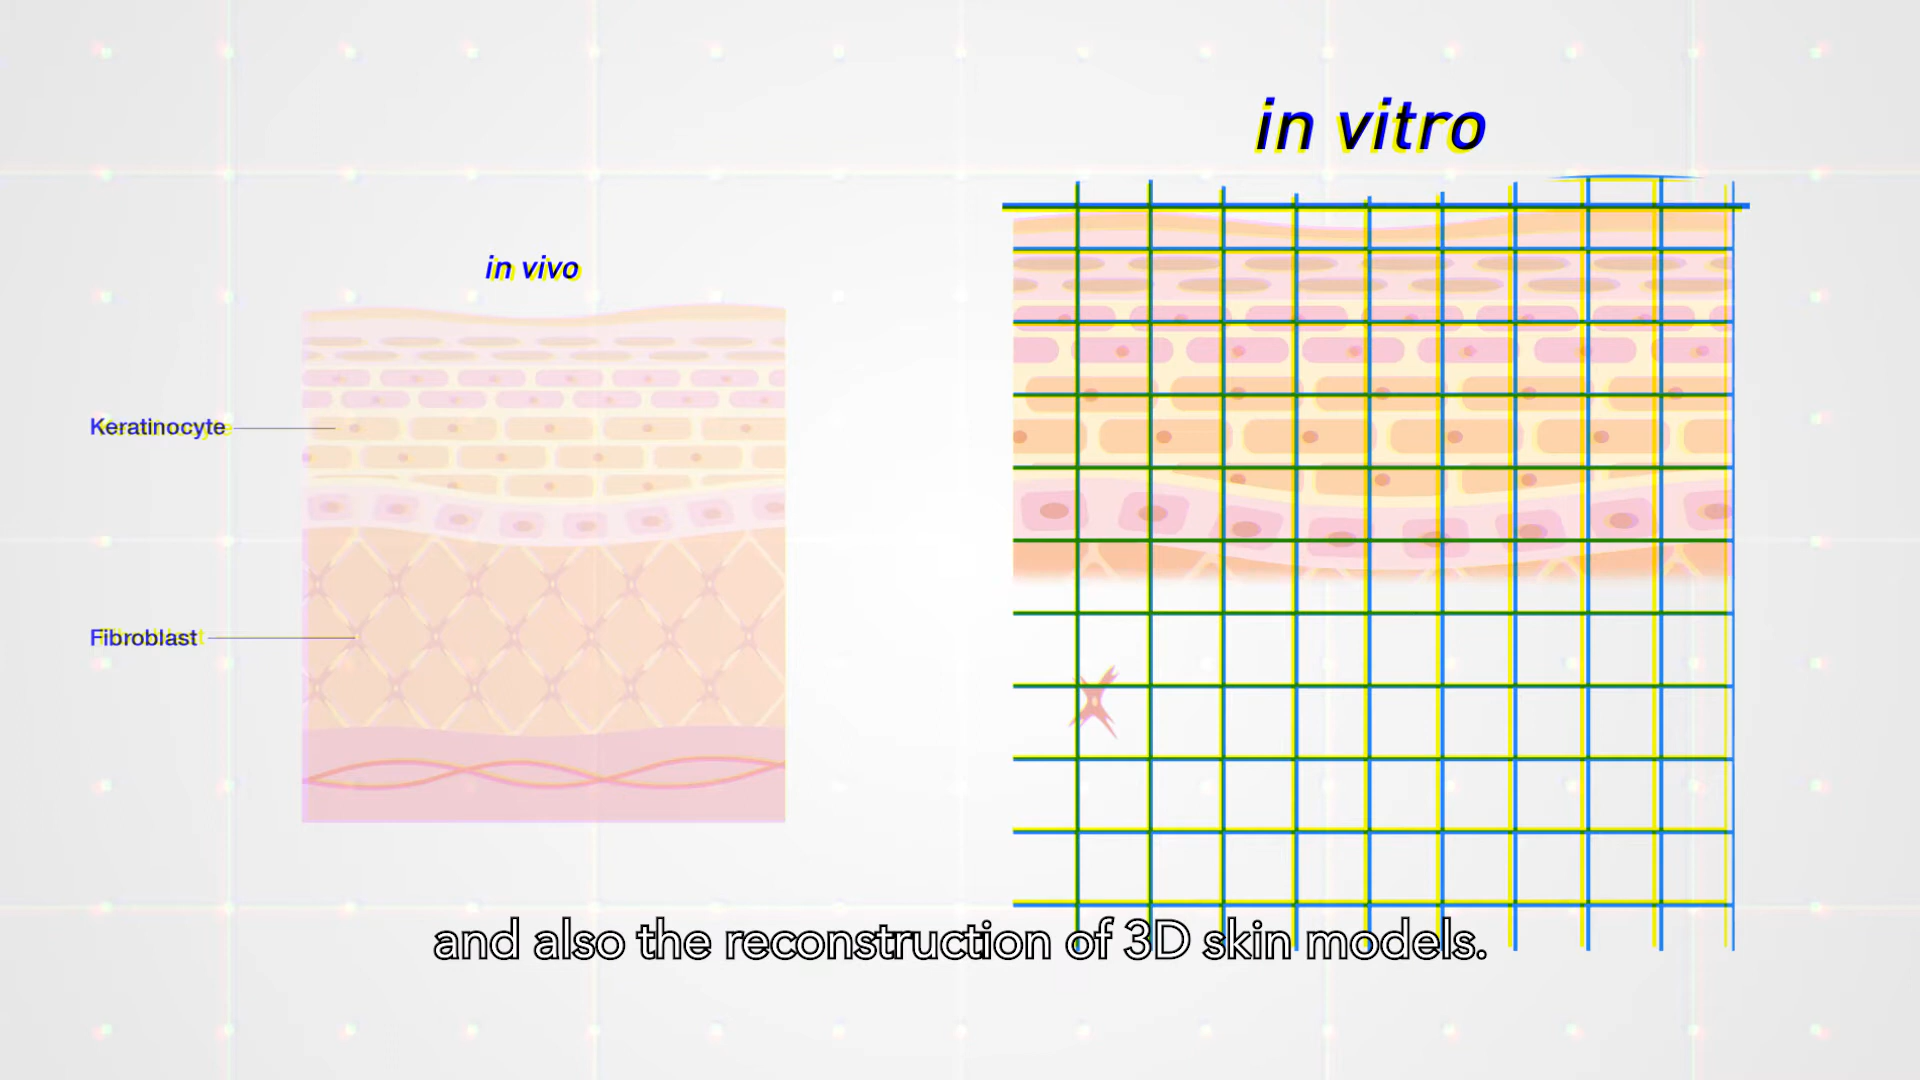 in vitro
in vivo
Keratinocyte
Fibroblast
and also the reconstruction of 3D skin models.